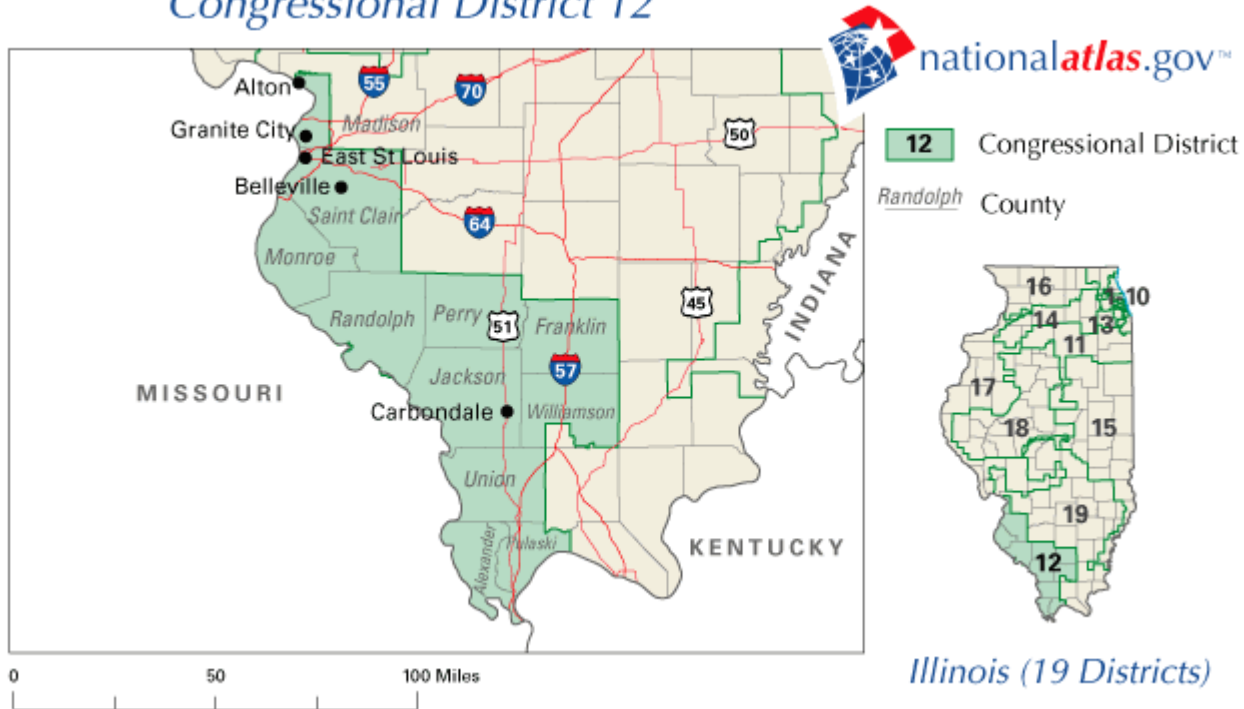 Congressional District 12
nationalatlas.gov™
Alton
55
70
Madison
50
Granite City
East St Louis
Belleville
Saint Clair
64
Monroe
INDIANA
Randolph
Perry
51
Franklin
45
57
Jackson
MISSOURI
Carbondale
Williamson
Union
Alexander
Pulaski
KENTUCKY
0
50
100 Miles
12
Congressional District
Randolph
County
16
10
14
13
11
17
18
15
19
12
Illinois (19 Districts)